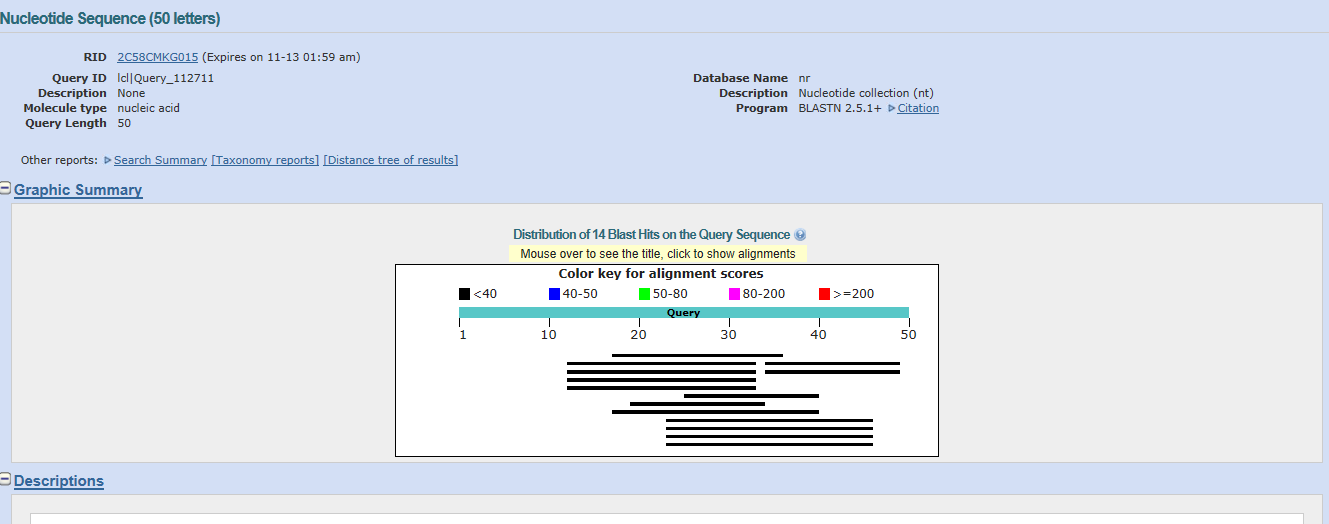 Nucleotide Sequence (50 letters)
RID 2C58CMKG015 (Expires on 11-13 01:59 am)
Query ID lcl|Query_112711
Description None
Molecule type nucleic acid
Query Length 50
Database Name nr
Description Nucleotide collection (nt)
Program BLASTN 2.5.1+ Citation
Other reports: Search Summary [Taxonomy reports] [Distance tree of results]
Graphic Summary
Distribution of 14 Blast Hits on the Query Sequence
Mouse over to see the title, click to show alignments
Color key for alignment scores
<40 40-50 50-80 80-200 >=200
Query
1 10 20 30 40 50
Descriptions